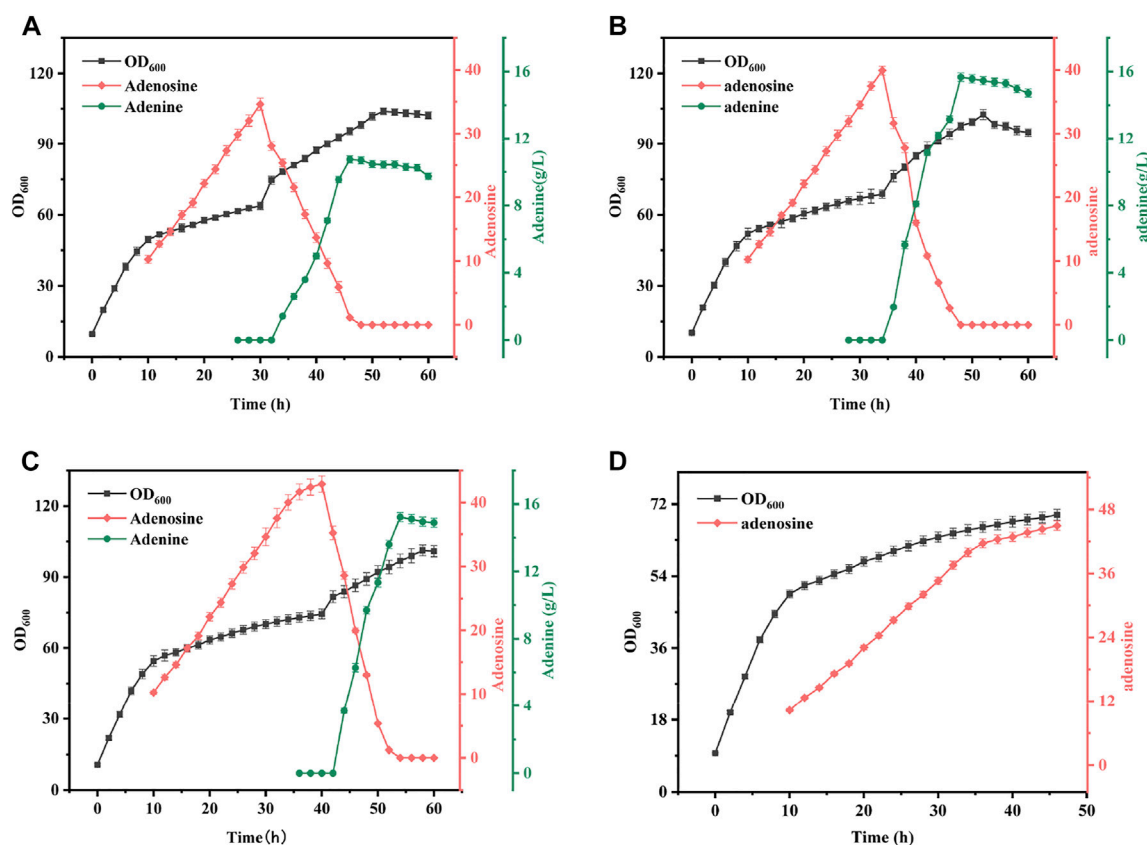 A
OD600
Adenosine
Adenine
120
90
60
30
0
OD600
0 10 20 30 40 50 60
Time (h)
40
30
20
10
0
Adenosine
16
12
8
4
0
Adenine(g/L)
B
OD600
adenosine
adenine
120
90
60
30
0
OD600
0 10 20 30 40 50 60
Time (h)
40
30
20
10
0
adenosine
16
12
8
4
0
adenine(g/L)
C
OD600
Adenosine
Adenine
120
90
60
30
0
OD600
0 10 20 30 40 50 60
Time(h)
40
30
20
10
0
Adenosine
16
12
8
4
0
Adenine (g/L)
D
OD600
adenosine
72
54
36
18
0
OD600
0 10 20 30 40 50
Time (h)
48
36
24
12
0
adenosine